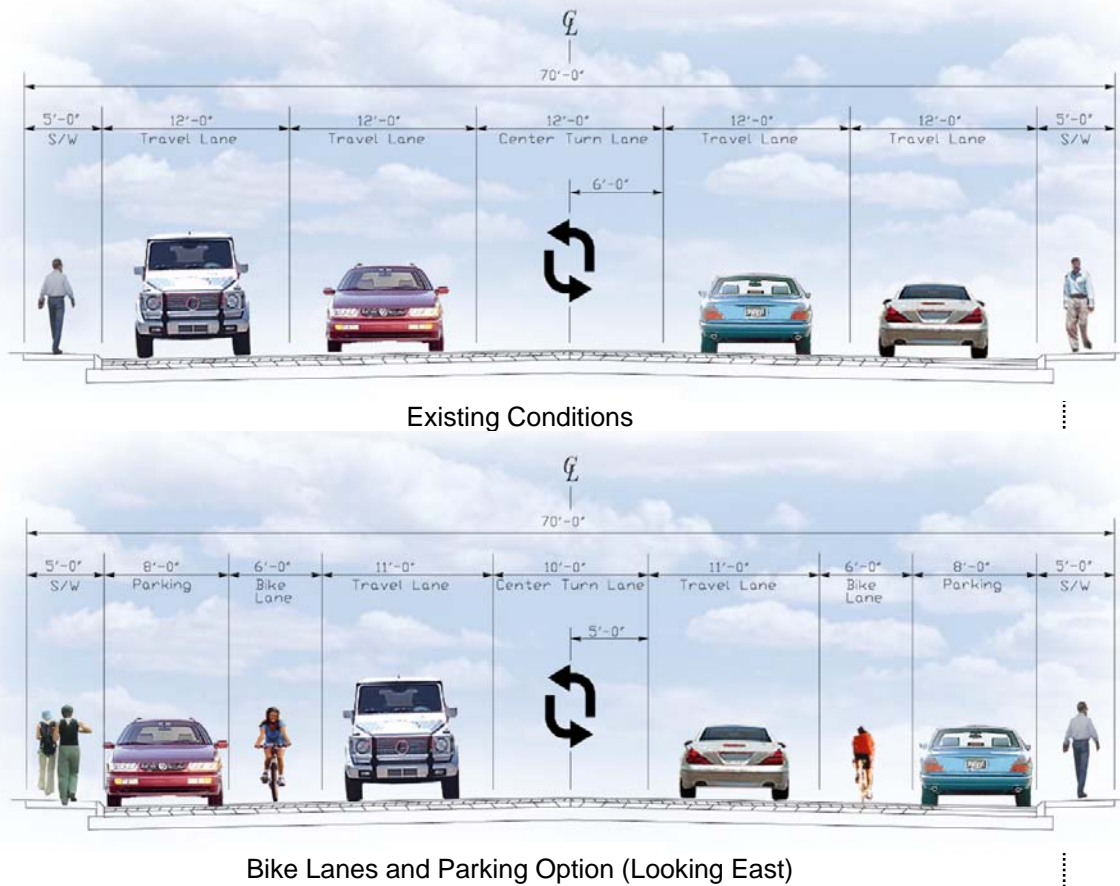 ℄
70'-0"
5'-0" 12'-0" 12'-0" 12'-0" 12'-0" 12'-0" 5'-0"
S/W Travel Lane Travel Lane Center Turn Lane Travel Lane Travel Lane S/W
6'-0"
Existing Conditions
℄
70'-0"
5'-0" 8'-0" 6'-0" 11'-0" 10'-0" 11'-0" 6'-0" 8'-0" 5'-0"
S/W Parking Bike Travel Lane Center Turn Lane Travel Lane Bike Parking S/W
Lane Lane
5'-0"
Bike Lanes and Parking Option (Looking East)